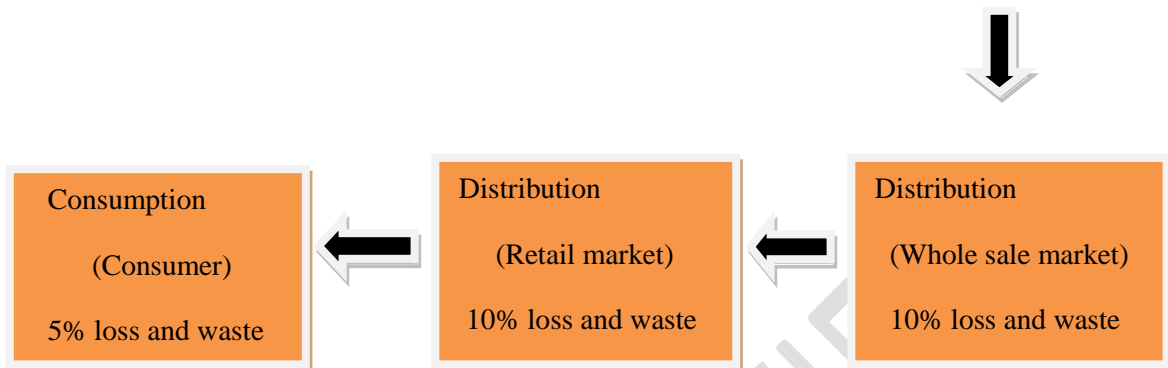 Consumption
(Consumer)
5% loss and waste
Distribution
(Retail market)
10% loss and waste
Distribution
(Whole sale market)
10% loss and waste